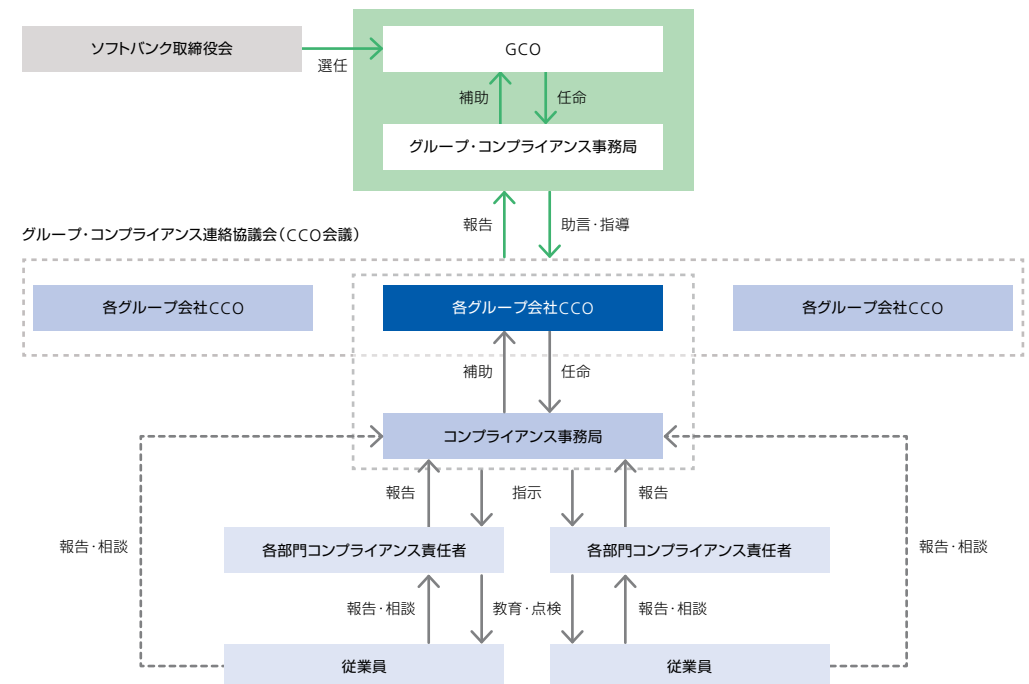 ソフトバンク取締役会
GCO
選任
補助
任命
グループ・コンプライアンス事務局
報告
助言・指導
グループ・コンプライアンス連絡協議会(CCO会議)
各グループ会社CCO
各グループ会社CCO
各グループ会社CCO
補助
任命
コンプライアンス事務局
報告
指示
報告
報告・相談
各部門コンプライアンス責任者
各部門コンプライアンス責任者
報告・相談
報告・相談
教育・点検
報告・相談
従業員
従業員